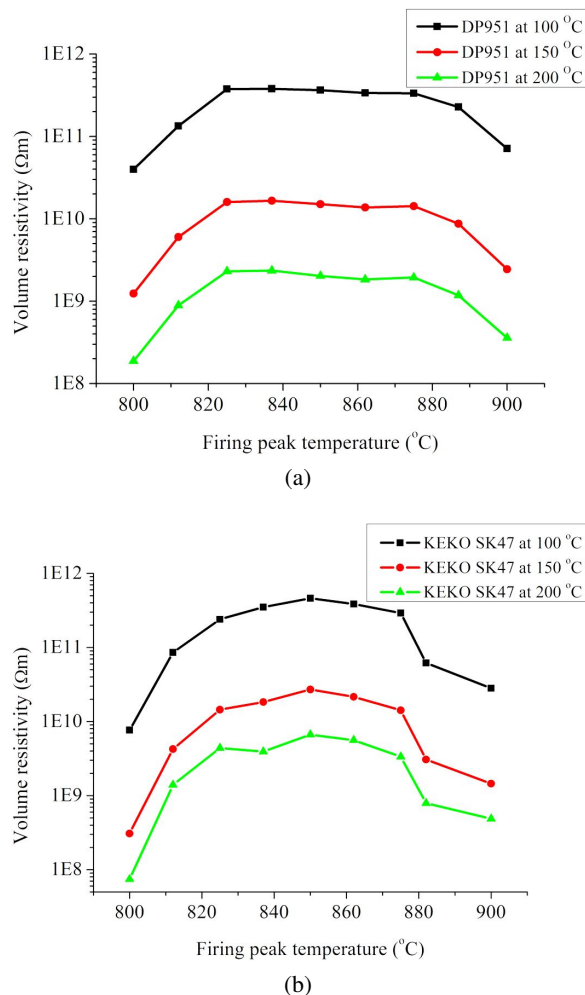 DP951 at 100 °C
DP951 at 150 °C
DP951 at 200 °C
1E12
1E11
1E10
1E9
1E8
Volume resistivity (Ωm)
800 820 840 860 880 900
Firing peak temperature (°C)
(a)
KEKO SK47 at 100 °C
KEKO SK47 at 150 °C
KEKO SK47 at 200 °C
1E12
1E11
1E10
1E9
1E8
Volume resistivity (Ωm)
800 820 840 860 880 900
Firing peak temperature (°C)
(b)